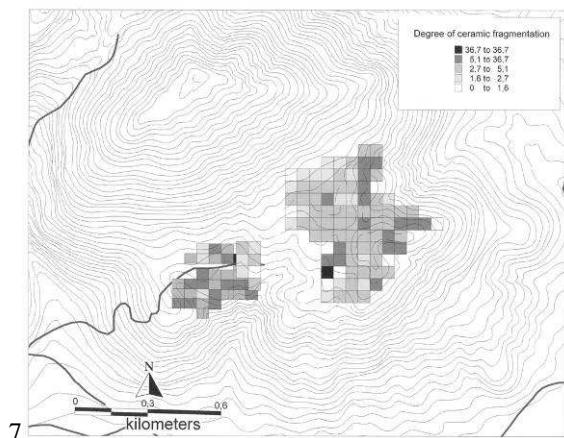 Degree of ceramic fragmentation
36,7 to 36,7
5,1 to 36,7
2,7 to 5,1
1,6 to 2,7
0 to 1,6
N
0 0,3 0,6
kilometers
7